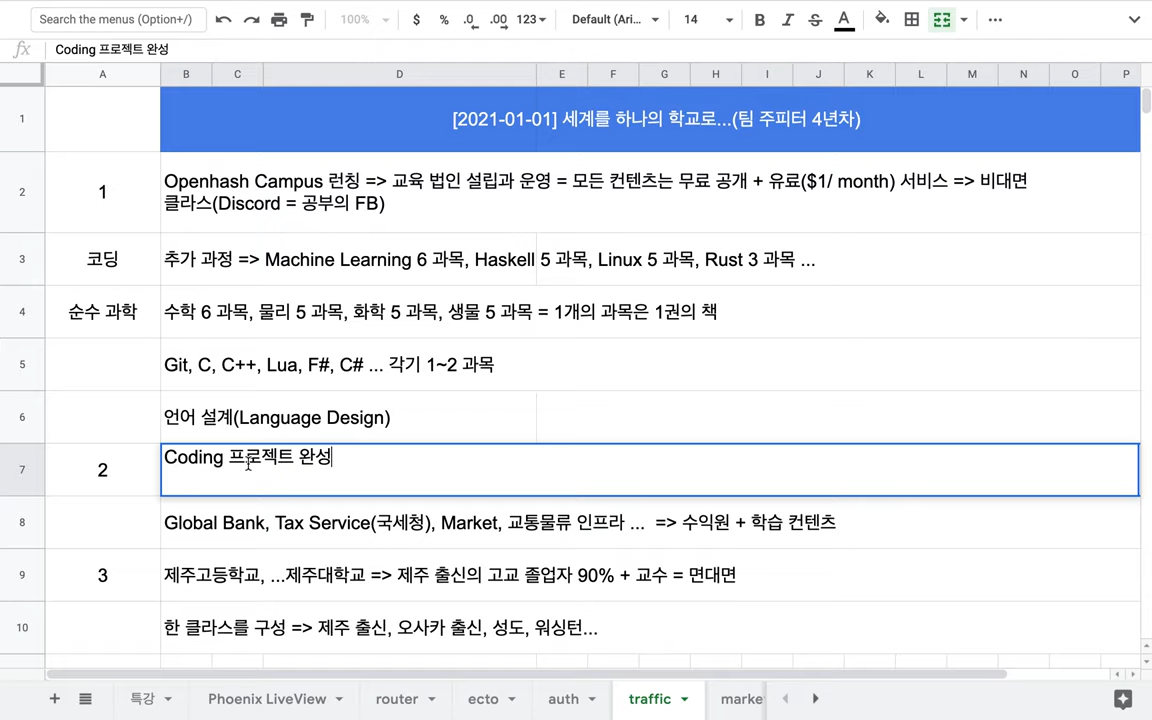 Search the menus (Option+/)
100%
$ % .0 .00 123
Default (Ari...
14
B I S A
fx Coding 프로젝트 완성
A B C D E F G H I J K L M N O P
1 [2021-01-01] 세계를 하나의 학교로...(팀 주피터 4년차)
2 1 Openhash Campus 런칭 => 교육 법인 설립과 운영 = 모든 컨텐츠는 무료 공개 + 유료($1/ month) 서비스 => 비대면
클라스(Discord = 공부의 FB)
3 코딩 추가 과정 => Machine Learning 6 과목, Haskell 5 과목, Linux 5 과목, Rust 3 과목 ...
4 순수 과학 수학 6 과목, 물리 5 과목, 화학 5 과목, 생물 5 과목 = 1개의 과목은 1권의 책
5 Git, C, C++, Lua, F#, C# ... 각기 1~2 과목
6 언어 설계(Language Design)
7 2 Coding 프로젝트 완성
8 Global Bank, Tax Service(국세청), Market, 교통물류 인프라 ... => 수익원 + 학습 컨텐츠
9 3 제주고등학교, ...제주대학교 => 제주 출신의 고교 졸업자 90% + 교수 = 면대면
10 한 클라스를 구성 => 제주 출신, 오사카 출신, 성도, 워싱턴...
특강 Phoenix LiveView router ecto auth traffic marke